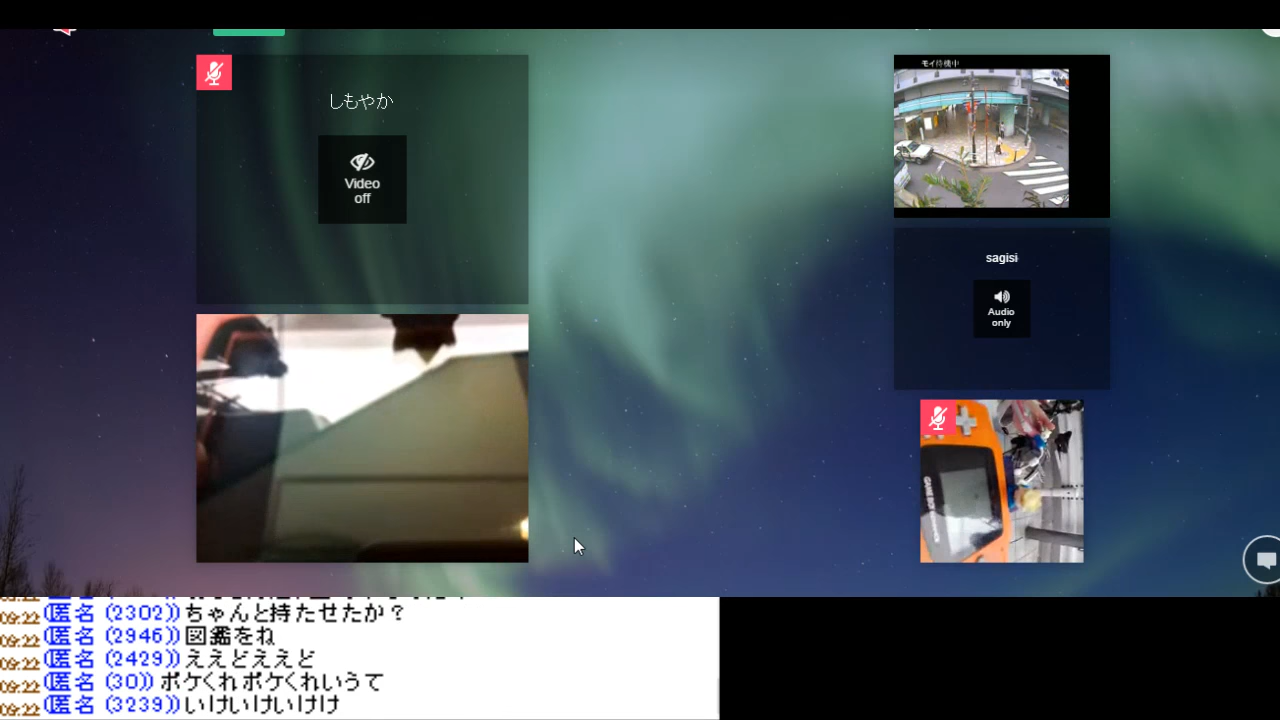 しもやか
Video
off
モイ待機中
sagisi
Audio
only
GAME BOY ADVANCE
09:22 (匿名 (2302)) ちゃんと持たせたか？
09:22 (匿名 (2946)) 図鑑をね
09:22 (匿名 (2429)) ええどええど
09:22 (匿名 (30)) ポケくれポケくれいうて
09:22 (匿名 (3239)) いけいけいけけ